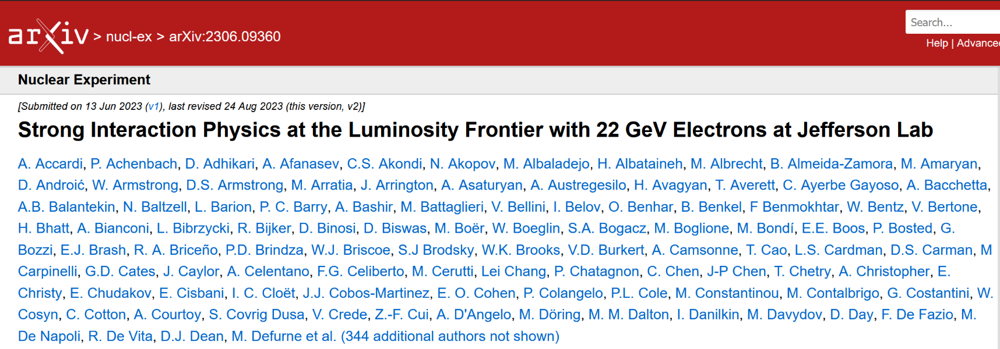 arXiv > nucl-ex > arXiv:2306.09360
Search...
Help | Advanced
Nuclear Experiment
[Submitted on 13 Jun 2023 (v1), last revised 24 Aug 2023 (this version, v2)]
Strong Interaction Physics at the Luminosity Frontier with 22 GeV Electrons at Jefferson Lab
A. Accardi, P. Achenbach, D. Adhikari, A. Afanasev, C.S. Akondi, N. Akopov, M. Albaladejo, H. Albataineh, M. Albrecht, B. Almeida-Zamora, M. Amaryan,
D. Androić, W. Armstrong, D.S. Armstrong, M. Arratia, J. Arrington, A. Asaturyan, A. Austregesilo, H. Avagyan, T. Averett, C. Ayerbe Gayoso, A. Bacchetta,
A.B. Balantekin, N. Baltzell, L. Barion, P. C. Barry, A. Bashir, M. Battaglieri, V. Bellini, I. Belov, O. Benhar, B. Benkel, F Benmokhtar, W. Bentz, V. Bertone,
H. Bhatt, A. Bianconi, L. Bibrzycki, R. Bijker, D. Binosi, D. Biswas, M. Boër, W. Boeglin, S.A. Bogacz, M. Boglione, M. Bondí, E.E. Boos, P. Bosted, G.
Bozzi, E.J. Brash, R. A. Briceño, P.D. Brindza, W.J. Briscoe, S.J Brodsky, W.K. Brooks, V.D. Burkert, A. Camsonne, T. Cao, L.S. Cardman, D.S. Carman, M
Carpinelli, G.D. Cates, J. Caylor, A. Celentano, F.G. Celiberto, M. Cerutti, Lei Chang, P. Chatagnon, C. Chen, J-P Chen, T. Chetry, A. Christopher, E.
Christy, E. Chudakov, E. Cisbani, I. C. Cloët, J.J. Cobos-Martinez, E. O. Cohen, P. Colangelo, P.L. Cole, M. Constantinou, M. Contalbrigo, G. Costantini, W.
Cosyn, C. Cotton, A. Courtoy, S. Covrig Dusa, V. Crede, Z.-F. Cui, A. D'Angelo, M. Döring, M. M. Dalton, I. Danilkin, M. Davydov, D. Day, F. De Fazio, M.
De Napoli, R. De Vita, D.J. Dean, M. Defurne et al. (344 additional authors not shown)